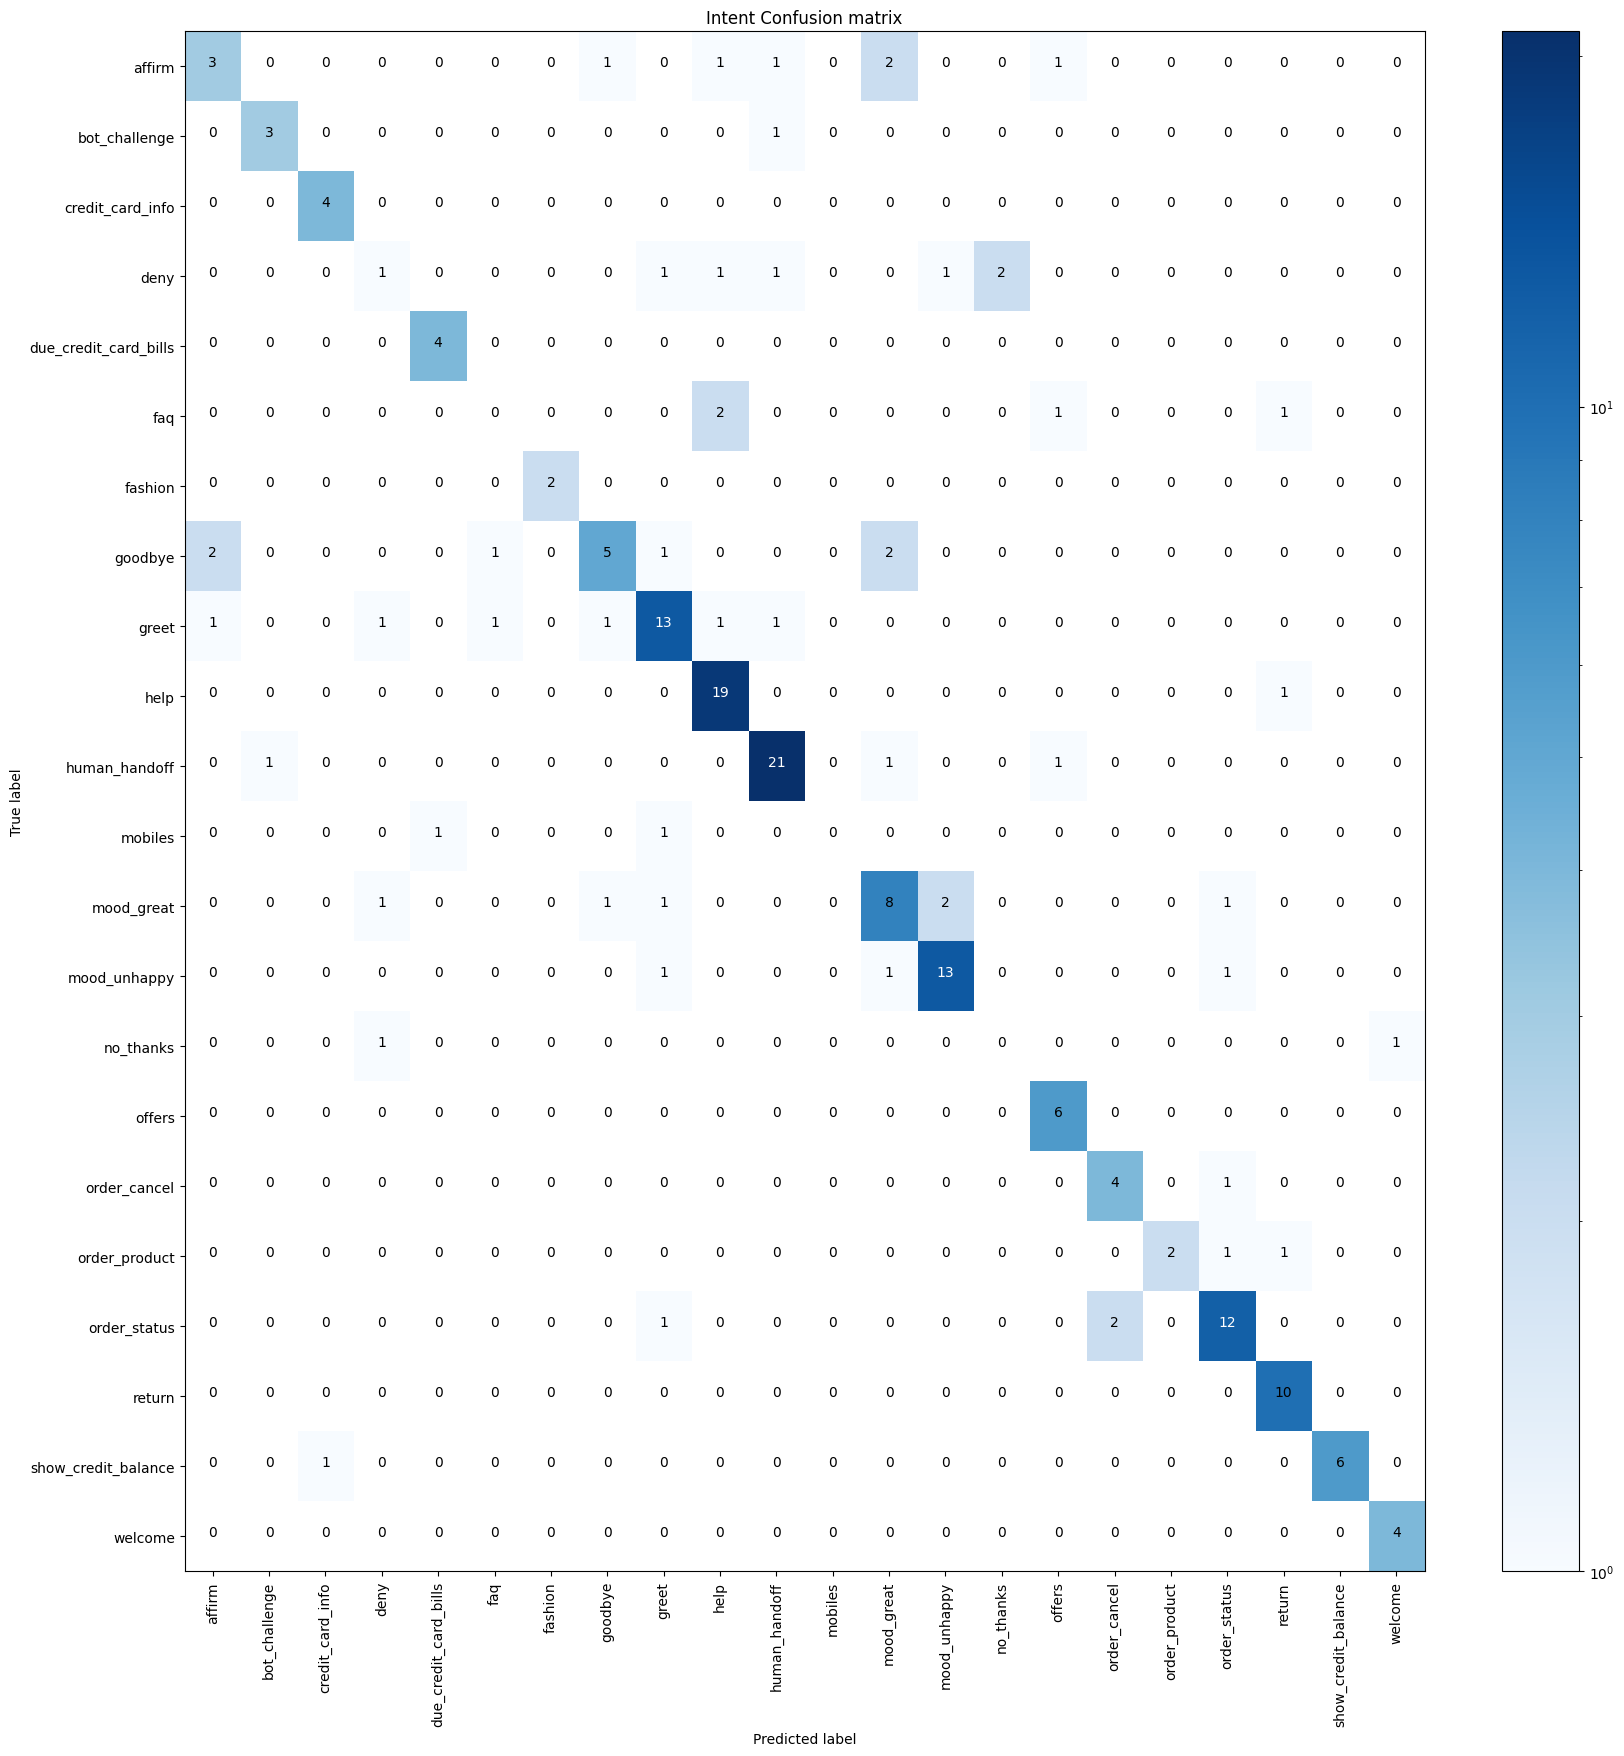 Intent Confusion matrix
affirm 3 0 0 0 0 0 0 1 0 1 1 0 2 0 0 1 0 0 0 0 0 0
bot_challenge 0 3 0 0 0 0 0 0 0 0 1 0 0 0 0 0 0 0 0 0 0 0
credit_card_info 0 0 4 0 0 0 0 0 0 0 0 0 0 0 0 0 0 0 0 0 0 0
deny 0 0 0 1 0 0 0 0 1 1 1 0 0 1 2 0 0 0 0 0 0 0
due_credit_card_bills 0 0 0 0 4 0 0 0 0 0 0 0 0 0 0 0 0 0 0 0 0 0
faq 0 0 0 0 0 0 0 0 0 2 0 0 0 0 0 1 0 0 0 1 0 0
10¹
fashion 0 0 0 0 0 0 2 0 0 0 0 0 0 0 0 0 0 0 0 0 0 0
goodbye 2 0 0 0 0 1 0 5 1 0 0 0 2 0 0 0 0 0 0 0 0 0
greet 1 0 0 1 0 1 0 1 13 1 1 0 0 0 0 0 0 0 0 0 0 0
help 0 0 0 0 0 0 0 0 0 19 0 0 0 0 0 0 0 0 0 1 0 0
human_handoff 0 1 0 0 0 0 0 0 0 0 21 0 1 0 0 1 0 0 0 0 0 0
True label
mobiles 0 0 0 0 1 0 0 0 1 0 0 0 0 0 0 0 0 0 0 0 0 0
mood_great 0 0 0 1 0 0 0 1 1 0 0 0 8 2 0 0 0 0 1 0 0 0
mood_unhappy 0 0 0 0 0 0 0 0 1 0 0 0 1 13 0 0 0 0 1 0 0 0
no_thanks 0 0 0 1 0 0 0 0 0 0 0 0 0 0 0 0 0 0 0 0 0 1
offers 0 0 0 0 0 0 0 0 0 0 0 0 0 0 0 6 0 0 0 0 0 0
order_cancel 0 0 0 0 0 0 0 0 0 0 0 0 0 0 0 0 4 0 1 0 0 0
order_product 0 0 0 0 0 0 0 0 0 0 0 0 0 0 0 0 0 2 1 1 0 0
order_status 0 0 0 0 0 0 0 0 1 0 0 0 0 0 0 0 2 0 12 0 0 0
return 0 0 0 0 0 0 0 0 0 0 0 0 0 0 0 0 0 0 0 10 0 0
show_credit_balance 0 0 1 0 0 0 0 0 0 0 0 0 0 0 0 0 0 0 0 0 6 0
welcome 0 0 0 0 0 0 0 0 0 0 0 0 0 0 0 0 0 0 0 0 0 4
10⁰
affirm
bot_challenge
credit_card_info
deny
due_credit_card_bills
faq
fashion
goodbye
greet
help
human_handoff
mobiles
mood_great
mood_unhappy
no_thanks
offers
order_cancel
order_product
order_status
return
show_credit_balance
welcome
Predicted label